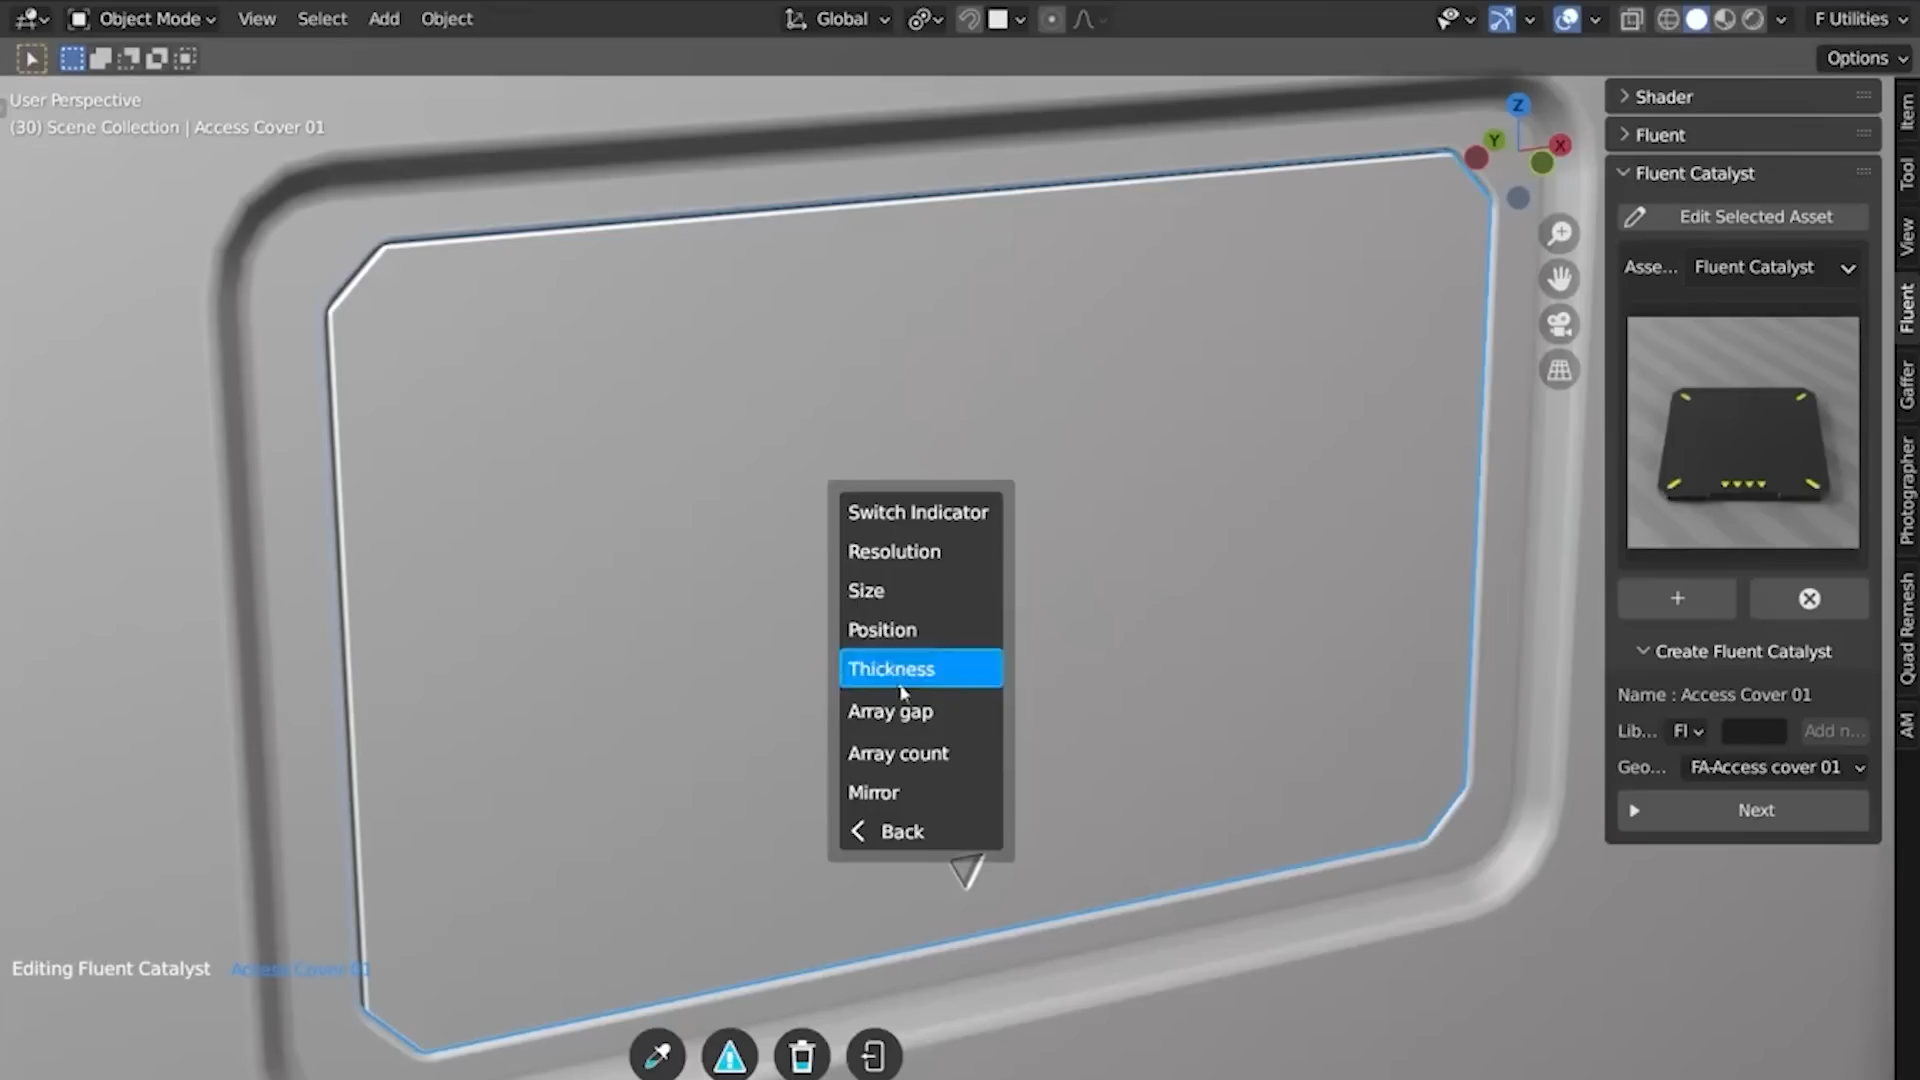 Object Mode View Select Add Object Global F Utilities
Options
User Perspective
(30) Scene Collection | Access Cover 01
Z
Y
X
Shader
Fluent
Fluent Catalyst
Edit Selected Asset
Asse... Fluent Catalyst
+
Create Fluent Catalyst
Name : Access Cover 01
Lib... Fl Add n...
Geo... FA-Access cover 01
Next
Item
Tool
View
Fluent
Gaffer
Photographer
Quad Remesh
AM
Switch Indicator
Resolution
Size
Position
Thickness
Array gap
Array count
Mirror
Back
Editing Fluent Catalyst Access Cover 01